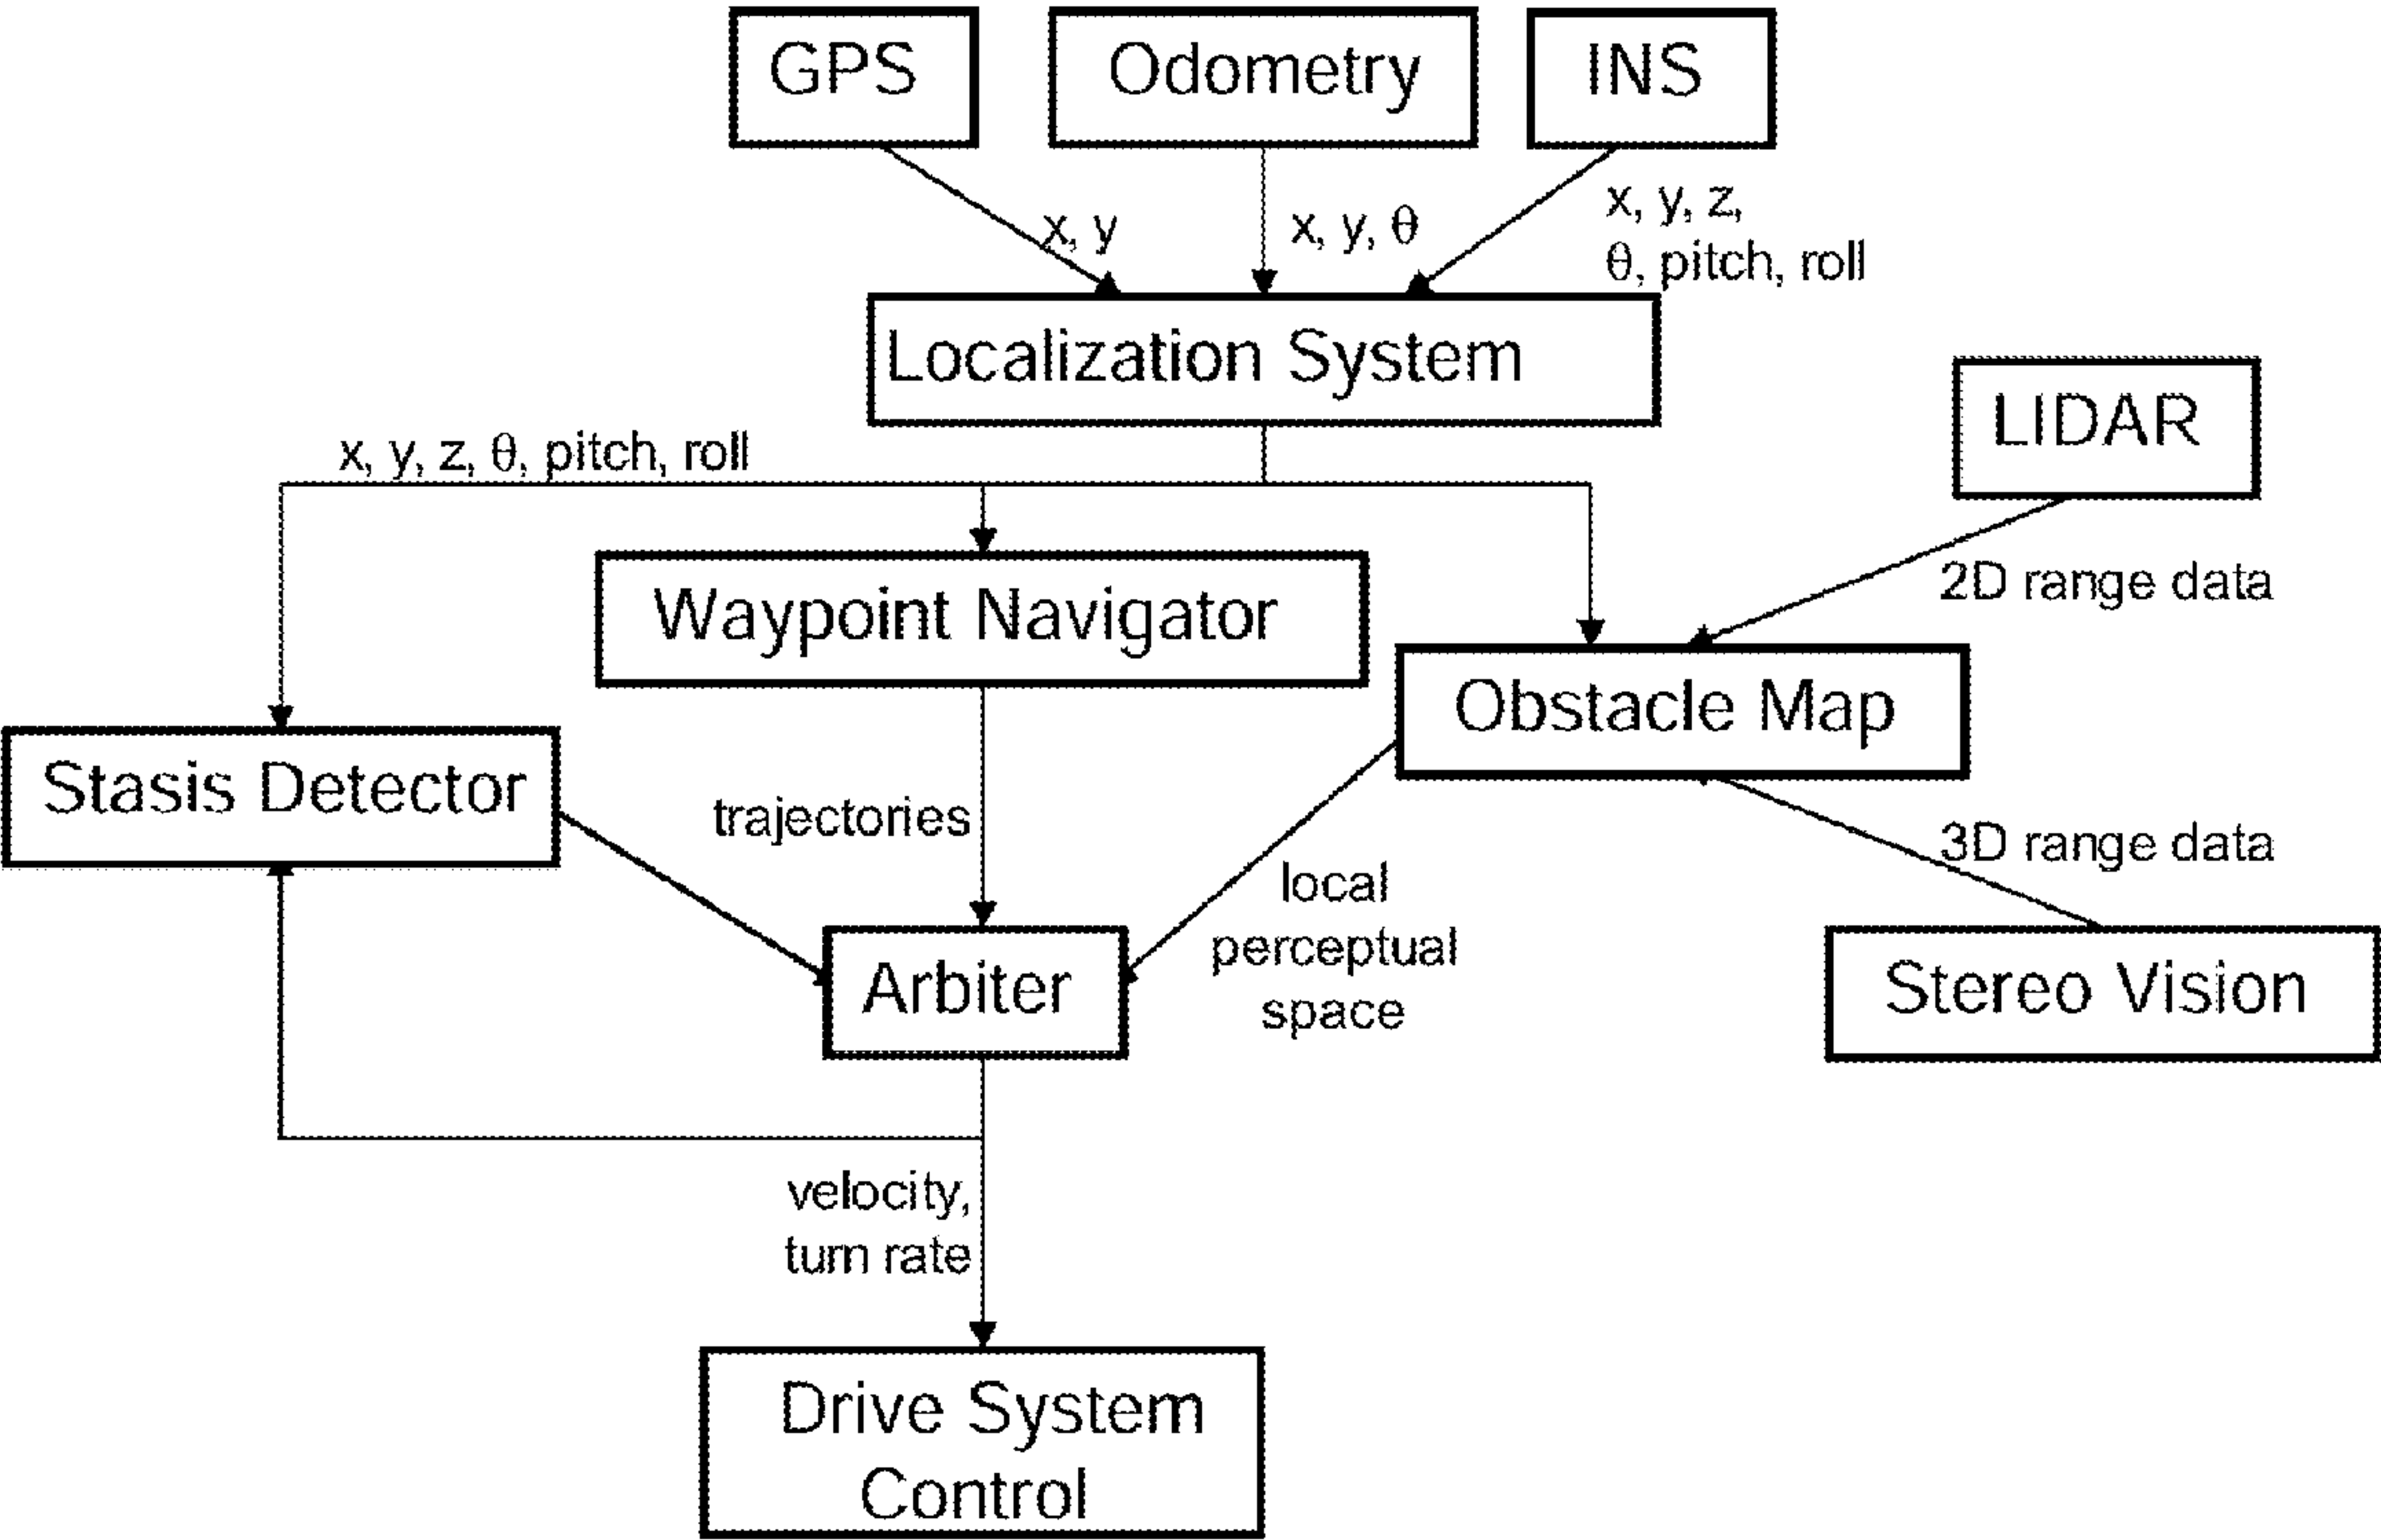 GPS
Odometry
INS
x, y
x, y, θ
x, y, z,
θ, pitch, roll
Localization System
LIDAR
x, y, z, θ, pitch, roll
2D range data
Waypoint Navigator
Obstacle Map
Stasis Detector
trajectories
3D range data
local
perceptual
space
Arbiter
Stereo Vision
velocity,
turn rate
Drive System
Control